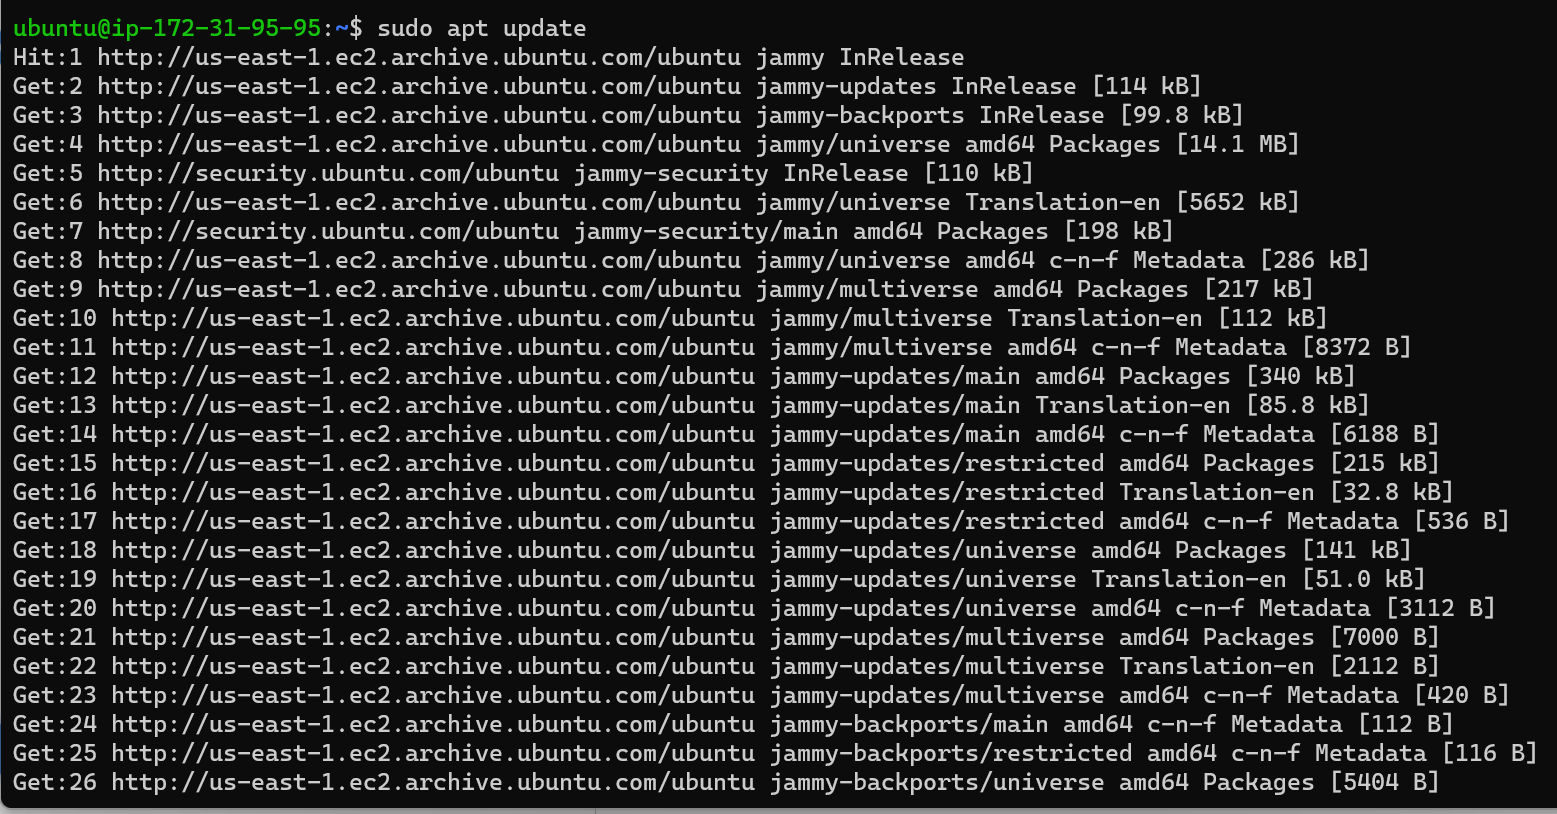 ubuntu@ip-172-31-95-95:~$ sudo apt update
Hit:1 http://us-east-1.ec2.archive.ubuntu.com/ubuntu jammy InRelease
Get:2 http://us-east-1.ec2.archive.ubuntu.com/ubuntu jammy-updates InRelease [114 kB]
Get:3 http://us-east-1.ec2.archive.ubuntu.com/ubuntu jammy-backports InRelease [99.8 kB]
Get:4 http://us-east-1.ec2.archive.ubuntu.com/ubuntu jammy/universe amd64 Packages [14.1 MB]
Get:5 http://security.ubuntu.com/ubuntu jammy-security InRelease [110 kB]
Get:6 http://us-east-1.ec2.archive.ubuntu.com/ubuntu jammy/universe Translation-en [5652 kB]
Get:7 http://security.ubuntu.com/ubuntu jammy-security/main amd64 Packages [198 kB]
Get:8 http://us-east-1.ec2.archive.ubuntu.com/ubuntu jammy/universe amd64 c-n-f Metadata [286 kB]
Get:9 http://us-east-1.ec2.archive.ubuntu.com/ubuntu jammy/multiverse amd64 Packages [217 kB]
Get:10 http://us-east-1.ec2.archive.ubuntu.com/ubuntu jammy/multiverse Translation-en [112 kB]
Get:11 http://us-east-1.ec2.archive.ubuntu.com/ubuntu jammy/multiverse amd64 c-n-f Metadata [8372 B]
Get:12 http://us-east-1.ec2.archive.ubuntu.com/ubuntu jammy-updates/main amd64 Packages [340 kB]
Get:13 http://us-east-1.ec2.archive.ubuntu.com/ubuntu jammy-updates/main Translation-en [85.8 kB]
Get:14 http://us-east-1.ec2.archive.ubuntu.com/ubuntu jammy-updates/main amd64 c-n-f Metadata [6188 B]
Get:15 http://us-east-1.ec2.archive.ubuntu.com/ubuntu jammy-updates/restricted amd64 Packages [215 kB]
Get:16 http://us-east-1.ec2.archive.ubuntu.com/ubuntu jammy-updates/restricted Translation-en [32.8 kB]
Get:17 http://us-east-1.ec2.archive.ubuntu.com/ubuntu jammy-updates/restricted amd64 c-n-f Metadata [536 B]
Get:18 http://us-east-1.ec2.archive.ubuntu.com/ubuntu jammy-updates/universe amd64 Packages [141 kB]
Get:19 http://us-east-1.ec2.archive.ubuntu.com/ubuntu jammy-updates/universe Translation-en [51.0 kB]
Get:20 http://us-east-1.ec2.archive.ubuntu.com/ubuntu jammy-updates/universe amd64 c-n-f Metadata [3112 B]
Get:21 http://us-east-1.ec2.archive.ubuntu.com/ubuntu jammy-updates/multiverse amd64 Packages [7000 B]
Get:22 http://us-east-1.ec2.archive.ubuntu.com/ubuntu jammy-updates/multiverse Translation-en [2112 B]
Get:23 http://us-east-1.ec2.archive.ubuntu.com/ubuntu jammy-updates/multiverse amd64 c-n-f Metadata [420 B]
Get:24 http://us-east-1.ec2.archive.ubuntu.com/ubuntu jammy-backports/main amd64 c-n-f Metadata [112 B]
Get:25 http://us-east-1.ec2.archive.ubuntu.com/ubuntu jammy-backports/restricted amd64 c-n-f Metadata [116 B]
Get:26 http://us-east-1.ec2.archive.ubuntu.com/ubuntu jammy-backports/universe amd64 Packages [5404 B]